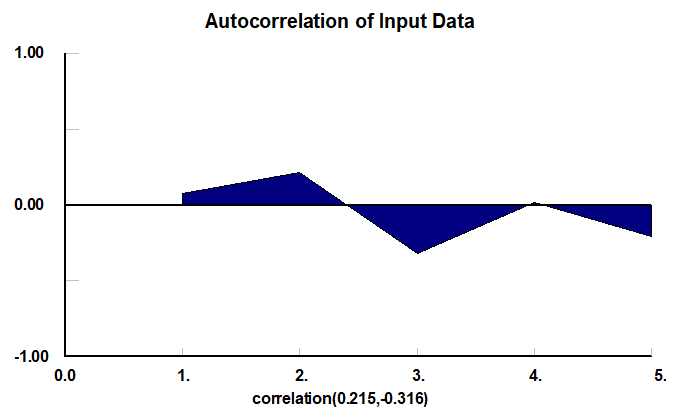 Autocorrelation of Input Data
1.00
0.00
-1.00
0.0 1. 2. 3. 4. 5.
correlation(0.215,-0.316)